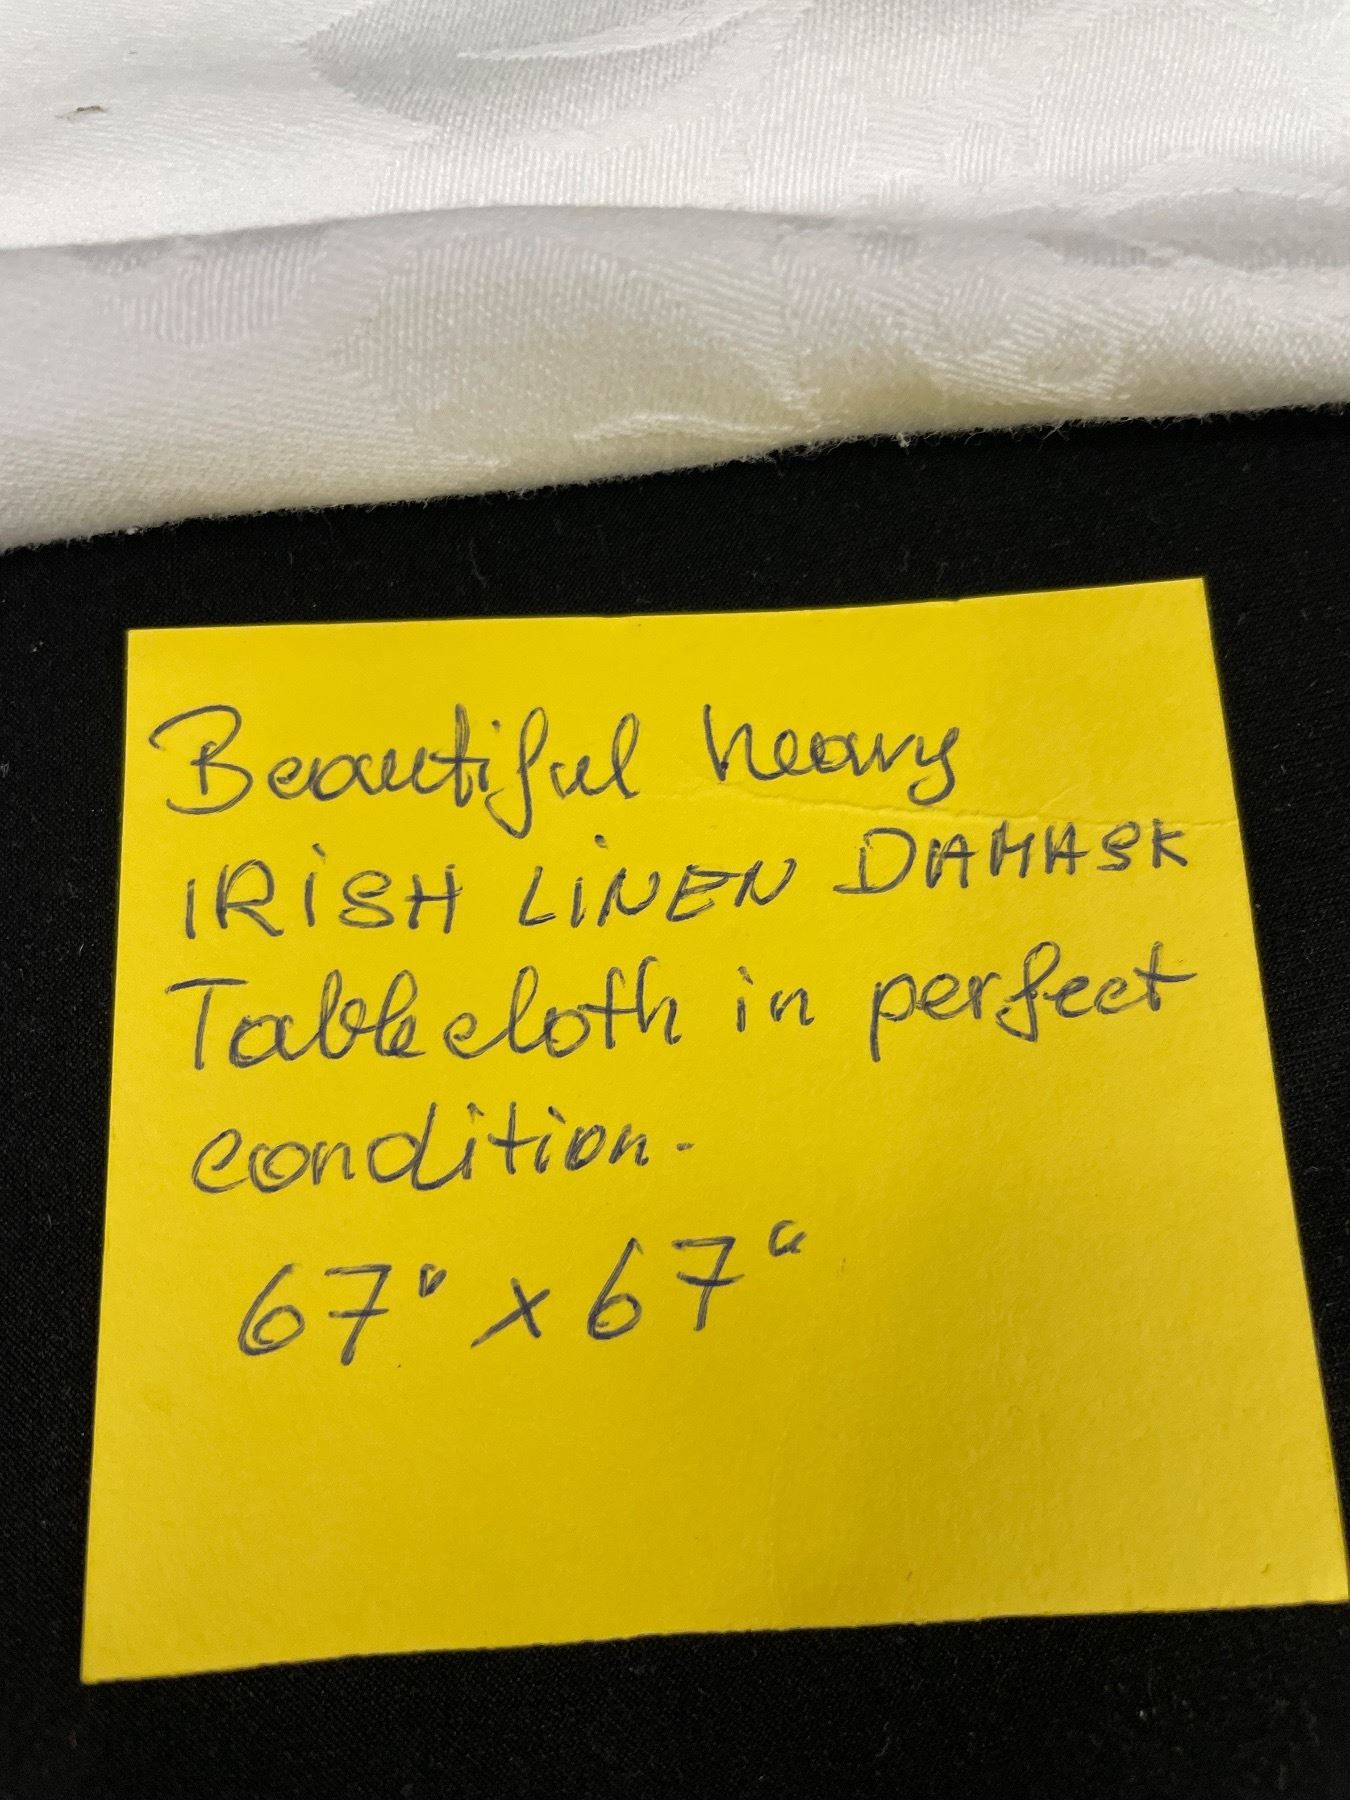 Beautiful heavy
IRISH LINEN DAMASK
Tablecloth in perfect
condition.
67" x 67"